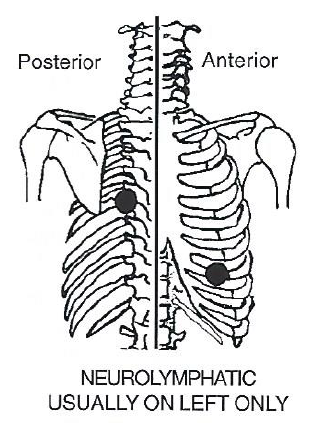 Posterior
Anterior
NEUROLYMPHATIC
USUALLY ON LEFT ONLY